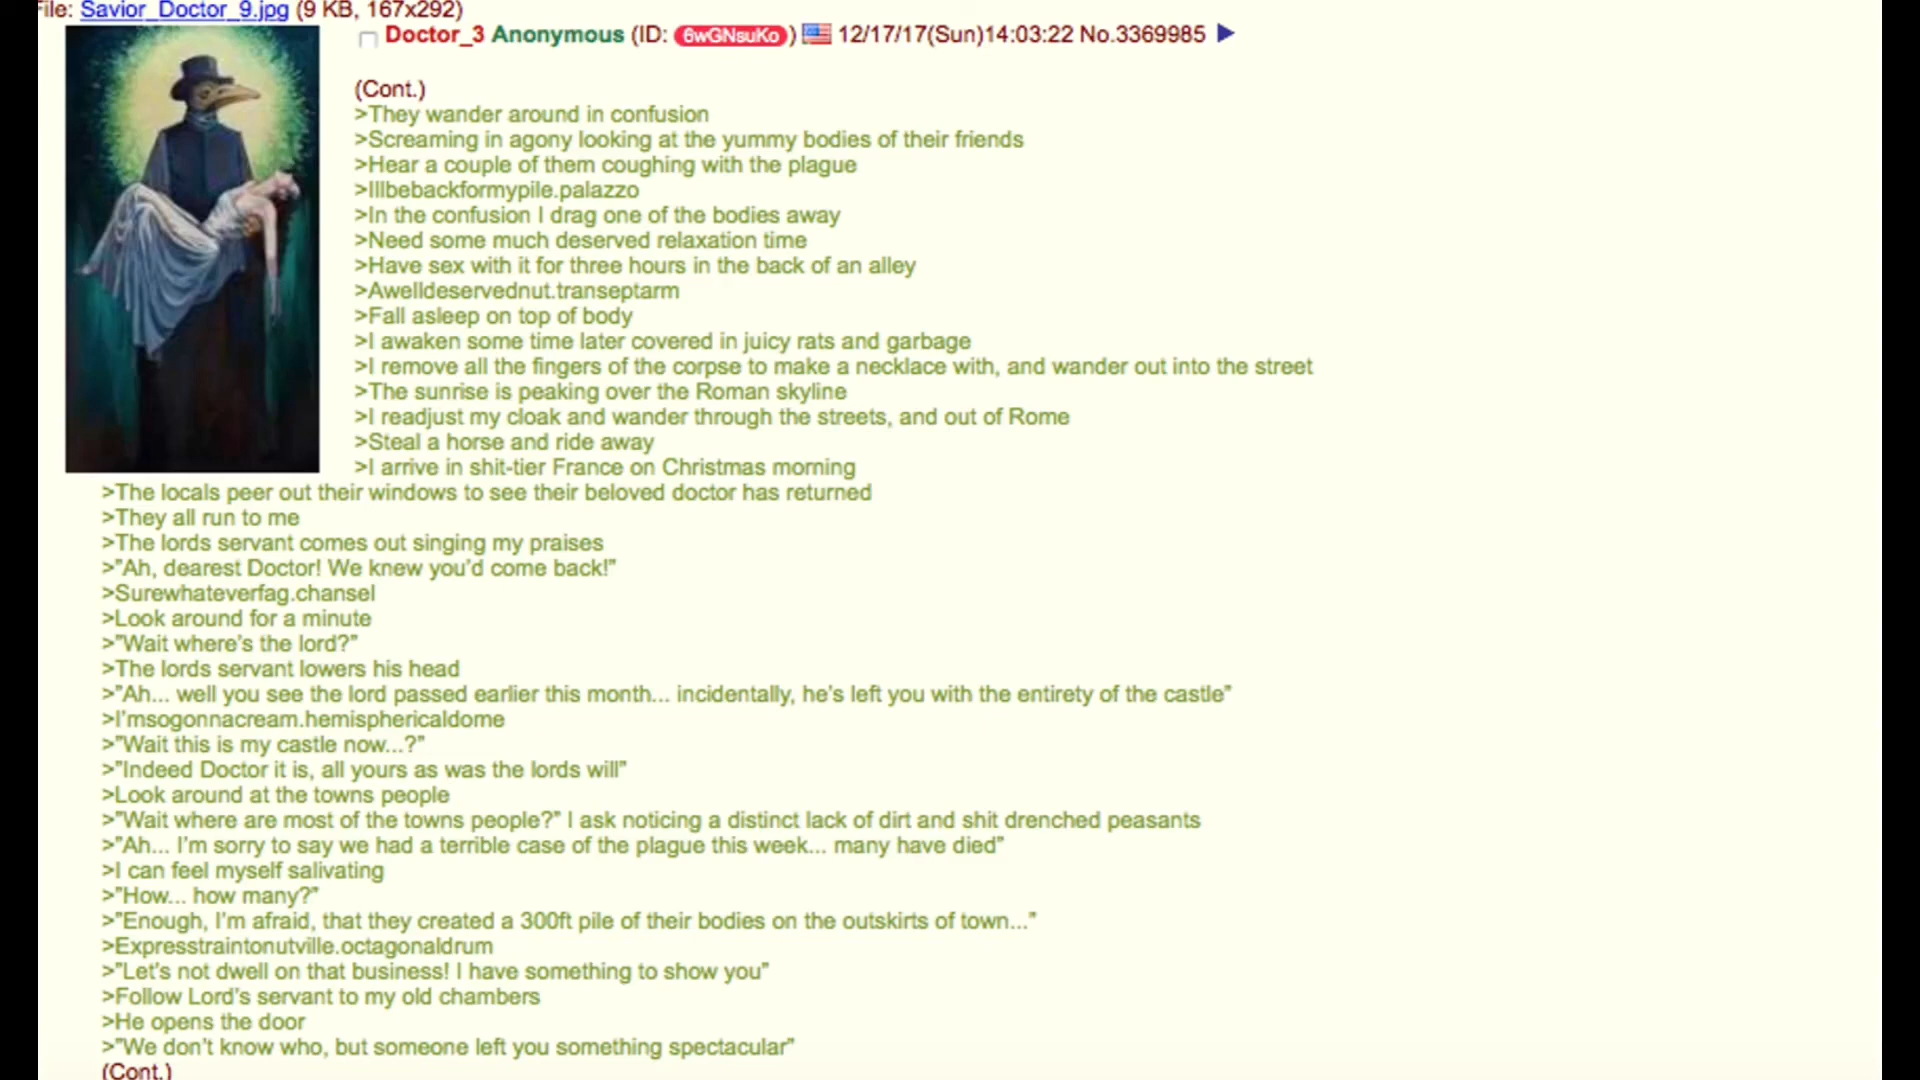 File: Savior_Doctor_9.jpg (9 KB, 167x292)
Doctor_3 Anonymous (ID: 6wGNsuKo) 12/17/17(Sun)14:03:22 No.3369985
(Cont.)
>They wander around in confusion
>Screaming in agony looking at the yummy bodies of their friends
>Hear a couple of them coughing with the plague
>Illbebackformypile.palazzo
>In the confusion I drag one of the bodies away
>Need some much deserved relaxation time
>Have sex with it for three hours in the back of an alley
>Awelldeservednut.transeptarm
>Fall asleep on top of body
>I awaken some time later covered in juicy rats and garbage
>I remove all the fingers of the corpse to make a necklace with, and wander out into the street
>The sunrise is peaking over the Roman skyline
>I readjust my cloak and wander through the streets, and out of Rome
>Steal a horse and ride away
>I arrive in shit-tier France on Christmas morning
>The locals peer out their windows to see their beloved doctor has returned
>They all run to me
>The lords servant comes out singing my praises
>"Ah, dearest Doctor! We knew you'd come back!"
>Surewhateverfag.chansel
>Look around for a minute
>"Wait where's the lord?"
>The lords servant lowers his head
>"Ah... well you see the lord passed earlier this month... incidentally, he's left you with the entirety of the castle"
>I'msogonnacream.hemisphericaldome
>"Wait this is my castle now...?"
>"Indeed Doctor it is, all yours as was the lords will"
>Look around at the towns people
>"Wait where are most of the towns people?" I ask noticing a distinct lack of dirt and shit drenched peasants
>"Ah... I'm sorry to say we had a terrible case of the plague this week... many have died"
>I can feel myself salivating
>"How... how many?"
>"Enough, I'm afraid, that they created a 300ft pile of their bodies on the outskirts of town..."
>Expresstraintonutville.octagonaldrum
>"Let's not dwell on that business! I have something to show you"
>Follow Lord's servant to my old chambers
>He opens the door
>"We don't know who, but someone left you something spectacular"
(Cont.)